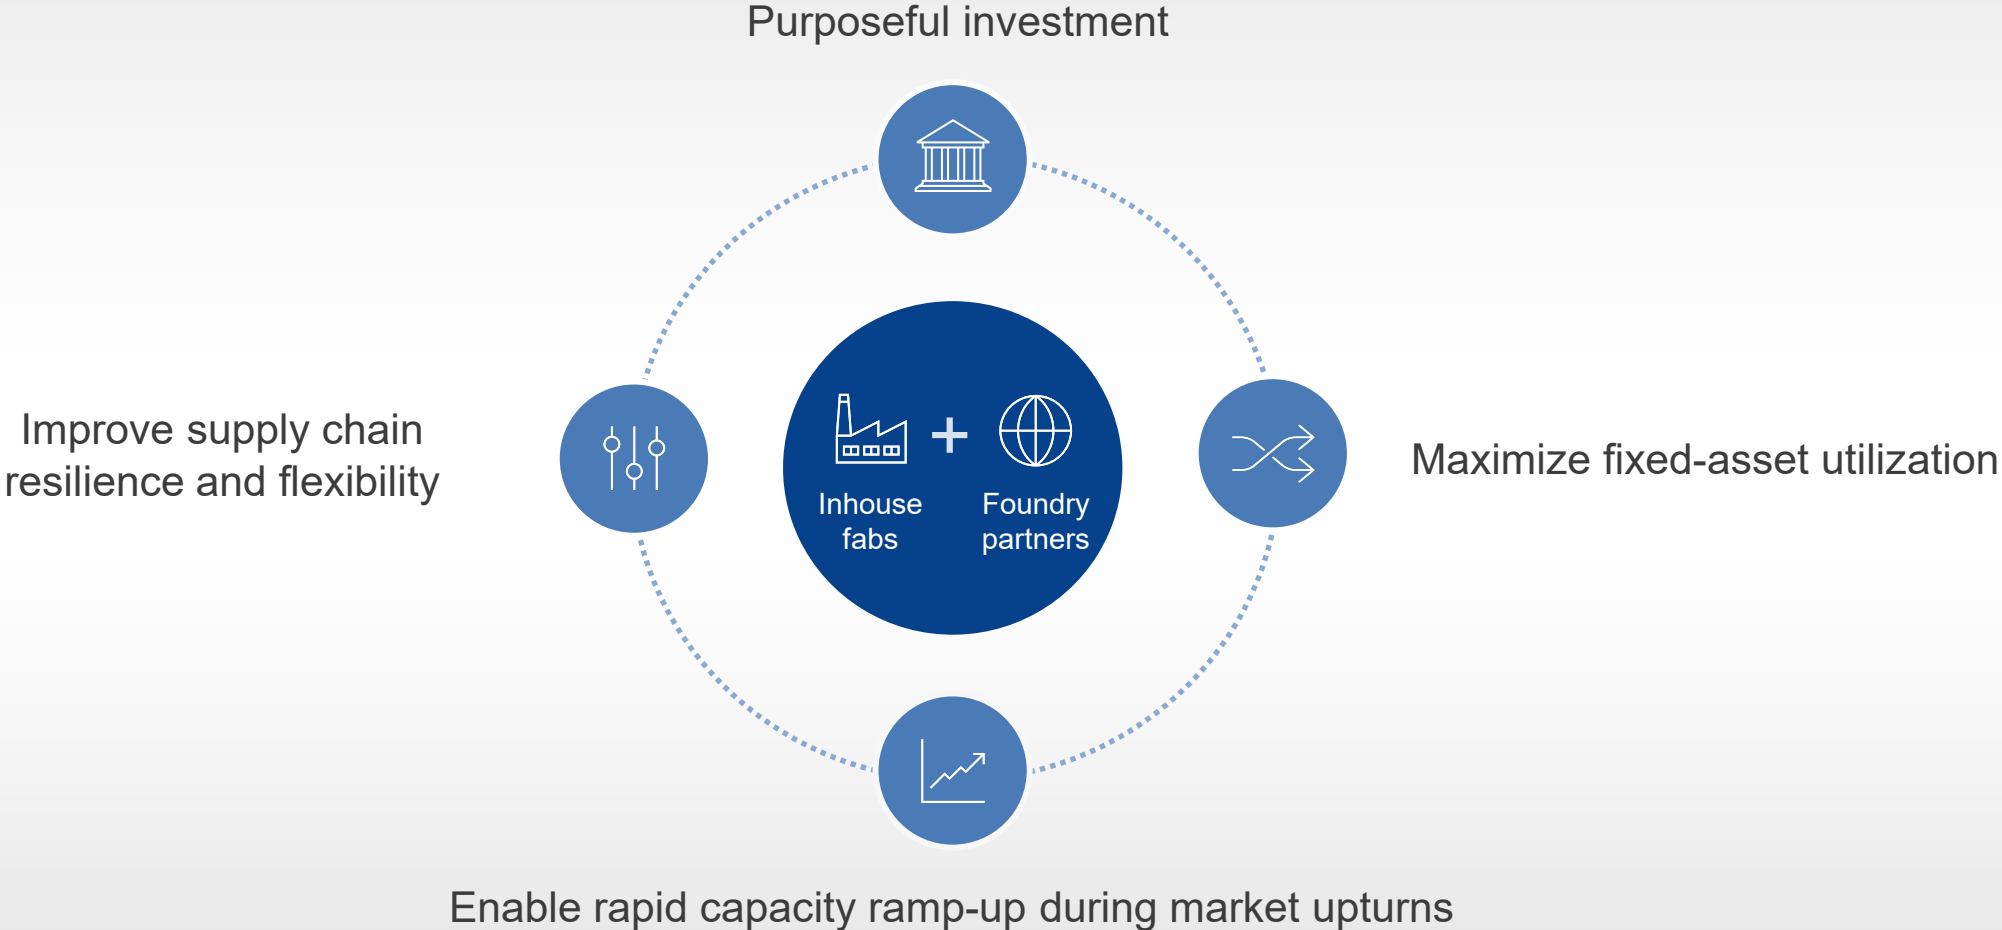 Purposeful investment
Improve supply chain
resilience and flexibility
Inhouse
fabs
Foundry
partners
Maximize fixed-asset utilization
Enable rapid capacity ramp-up during market upturns